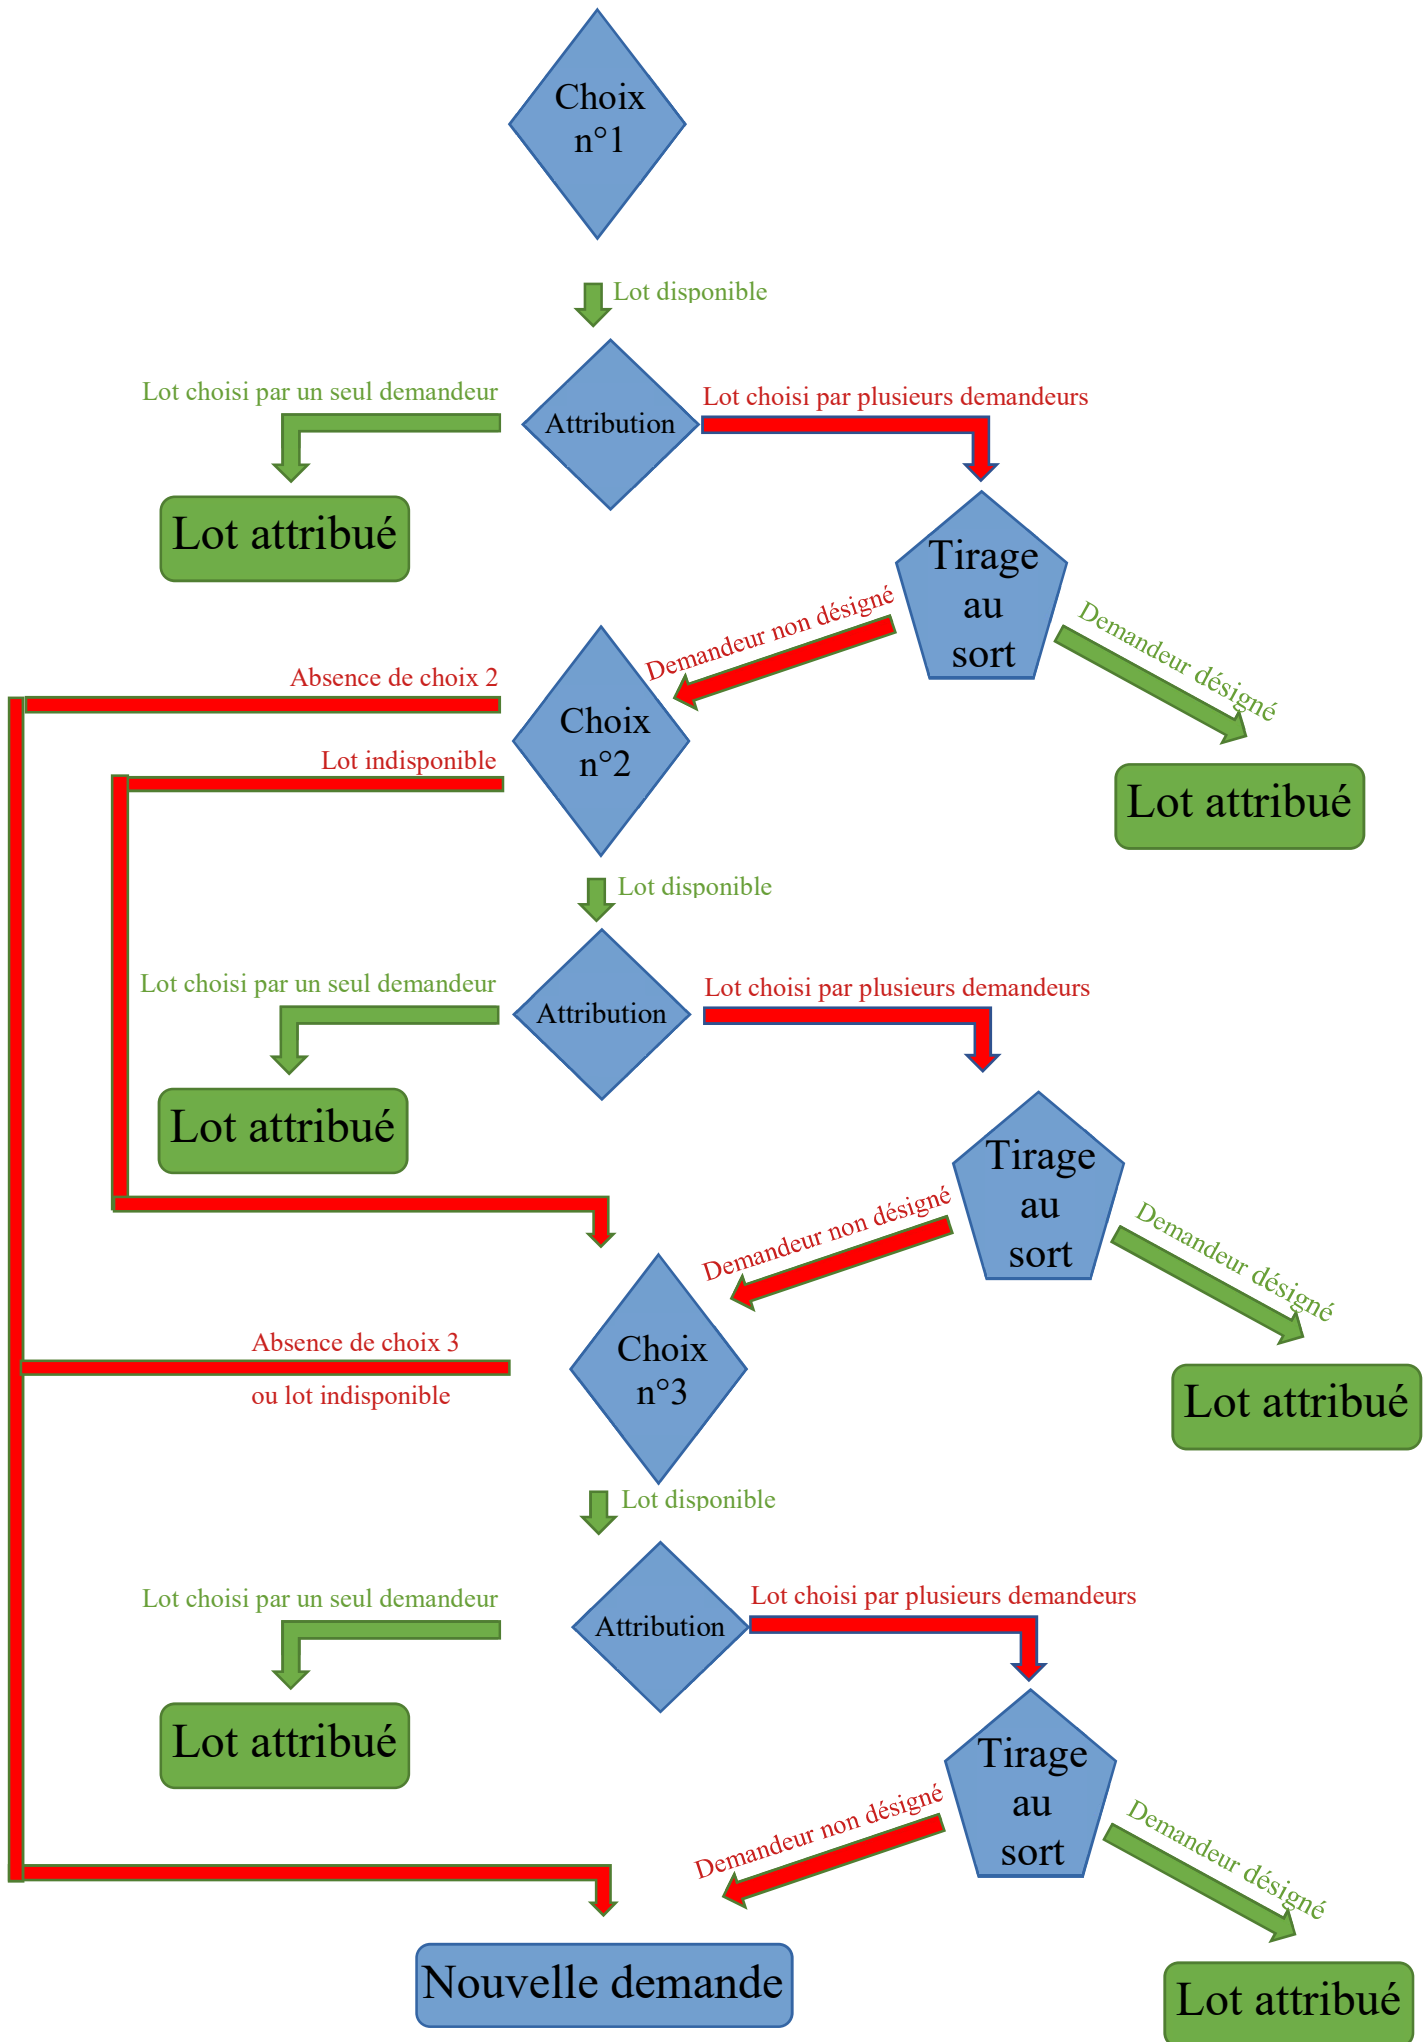 Choix
n°1
Lot disponible
Lot choisi par un seul demandeur
Attribution
Lot choisi par plusieurs demandeurs
Lot attribué
Tirage
au
sort
Demandeur non désigné
Demandeur désigné
Lot attribué
Absence de choix 2
Lot indisponible
Choix
n°2
Lot disponible
Lot choisi par un seul demandeur
Attribution
Lot choisi par plusieurs demandeurs
Lot attribué
Tirage
au
sort
Demandeur non désigné
Demandeur désigné
Lot attribué
Absence de choix 3
ou lot indisponible
Choix
n°3
Lot disponible
Lot choisi par un seul demandeur
Attribution
Lot choisi par plusieurs demandeurs
Lot attribué
Tirage
au
sort
Demandeur non désigné
Demandeur désigné
Nouvelle demande
Lot attribué